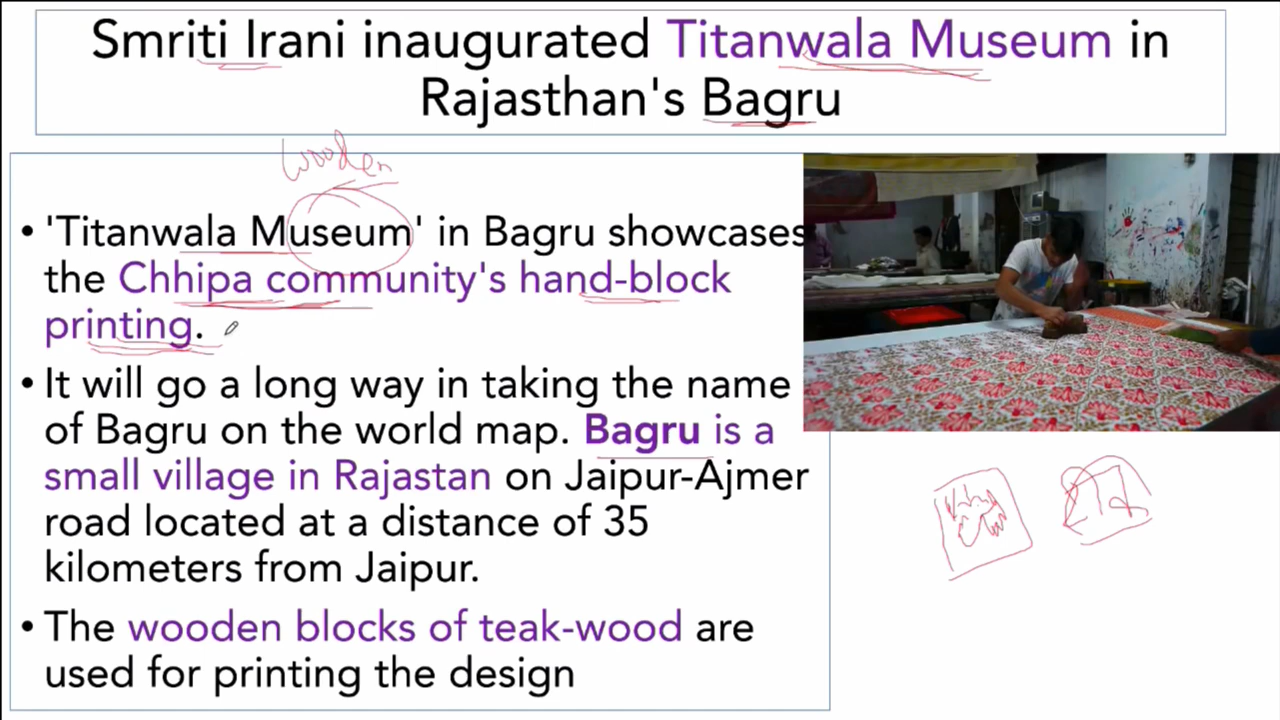 Smriti Irani inaugurated Titanwala Museum in
Rajasthan's Bagru
wooden
• 'Titanwala Museum' in Bagru showcases
the Chhipa community's hand-block
printing.
• It will go a long way in taking the name
of Bagru on the world map. Bagru is a
small village in Rajastan on Jaipur-Ajmer
road located at a distance of 35
kilometers from Jaipur.
• The wooden blocks of teak-wood are
used for printing the design